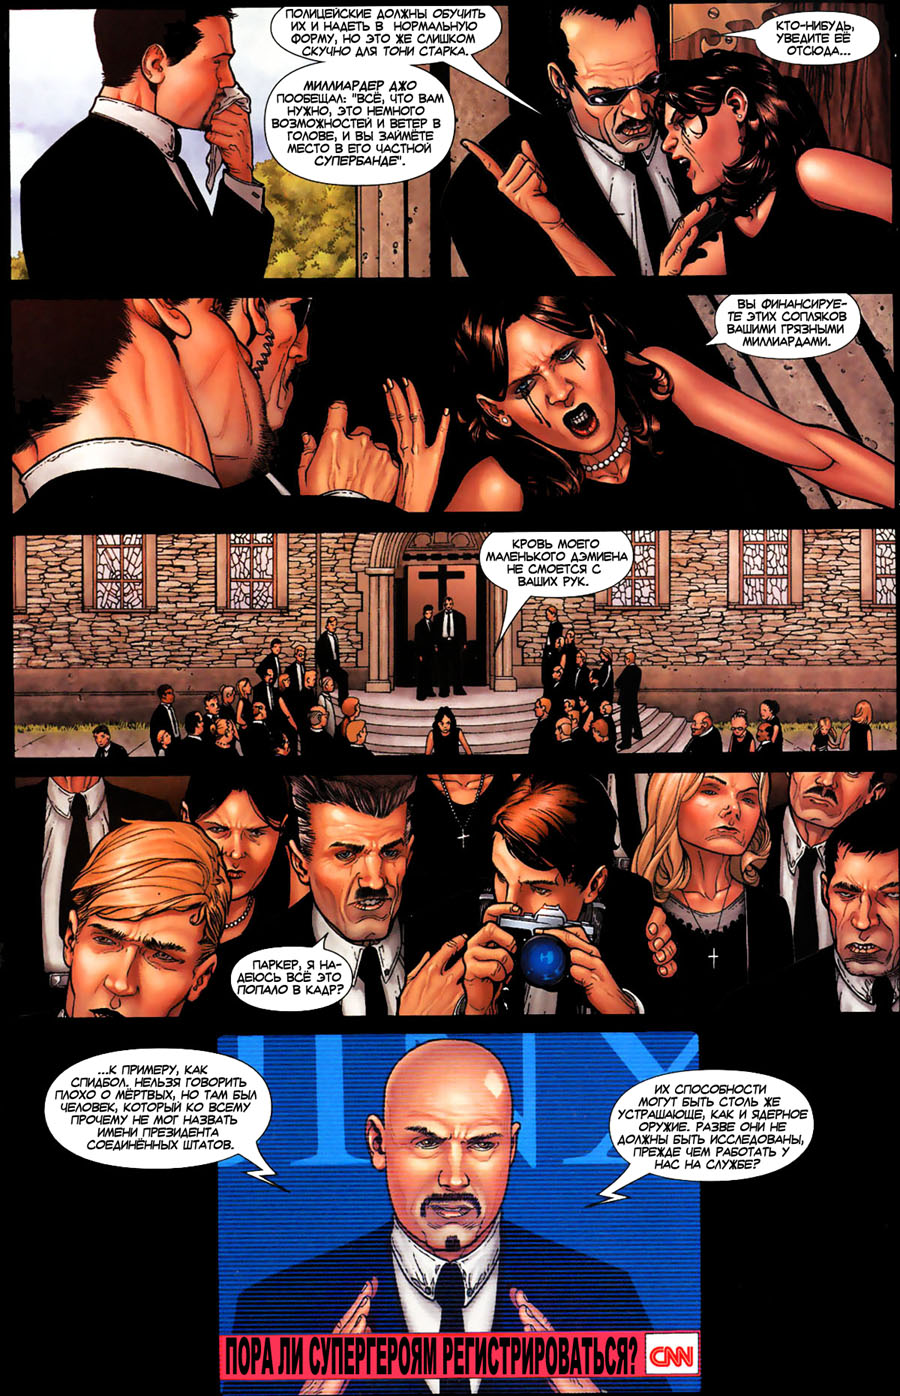 ПОЛИЦЕЙСКИЕ ДОЛЖНЫ ОБУЧИТЬ
ИХ И НАДЕТЬ В НОРМАЛЬНУЮ
ФОРМУ, НО ЭТО ЖЕ СЛИШКОМ
СКУЧНО ДЛЯ ТОНИ СТАРКА.
МИЛЛИАРДЕР ДЖО
ПООБЕЩАЛ: "ВСЁ, ЧТО ВАМ
НУЖНО, ЭТО НЕМНОГО
ВОЗМОЖНОСТЕЙ И ВЕТЕР В
ГОЛОВЕ, И ВЫ ЗАЙМЁТЕ
МЕСТО В ЕГО ЧАСТНОЙ
СУПЕРБАНДЕ".
КТО-НИБУДЬ,
УВЕДИТЕ ЕЁ
ОТСЮДА...
ВЫ ФИНАНСИРУЕ-
ТЕ ЭТИХ СОПЛЯКОВ
ВАШИМИ ГРЯЗНЫМИ
МИЛЛИАРДАМИ.
КРОВЬ МОЕГО
МАЛЕНЬКОГО ДЭМИЕНА
НЕ СМОЕТСЯ С
ВАШИХ РУК.
ПАРКЕР, Я НА-
ДЕЮСЬ ВСЁ ЭТО
ПОПАЛО В КАДР?
...К ПРИМЕРУ, КАК
СПИДБОЛ. НЕЛЬЗЯ ГОВОРИТЬ
ПЛОХО О МЁРТВЫХ, НО ТАМ БЫЛ
ЧЕЛОВЕК, КОТОРЫЙ КО ВСЕМУ
ПРОЧЕМУ НЕ МОГ НАЗВАТЬ
ИМЕНИ ПРЕЗИДЕНТА
СОЕДИНЁННЫХ ШТАТОВ.
ИХ СПОСОБНОСТИ
МОГУТ БЫТЬ СТОЛЬ ЖЕ
УСТРАШАЮЩЕ, КАК И ЯДЕРНОЕ
ОРУЖИЕ. РАЗВЕ ОНИ НЕ
ДОЛЖНЫ БЫТЬ ИССЛЕДОВАНЫ,
ПРЕЖДЕ ЧЕМ РАБОТАТЬ У
НАС НА СЛУЖБЕ?
ПОРА ЛИ СУПЕРГЕРОЯМ РЕГИСТРИРОВАТЬСЯ? CNN